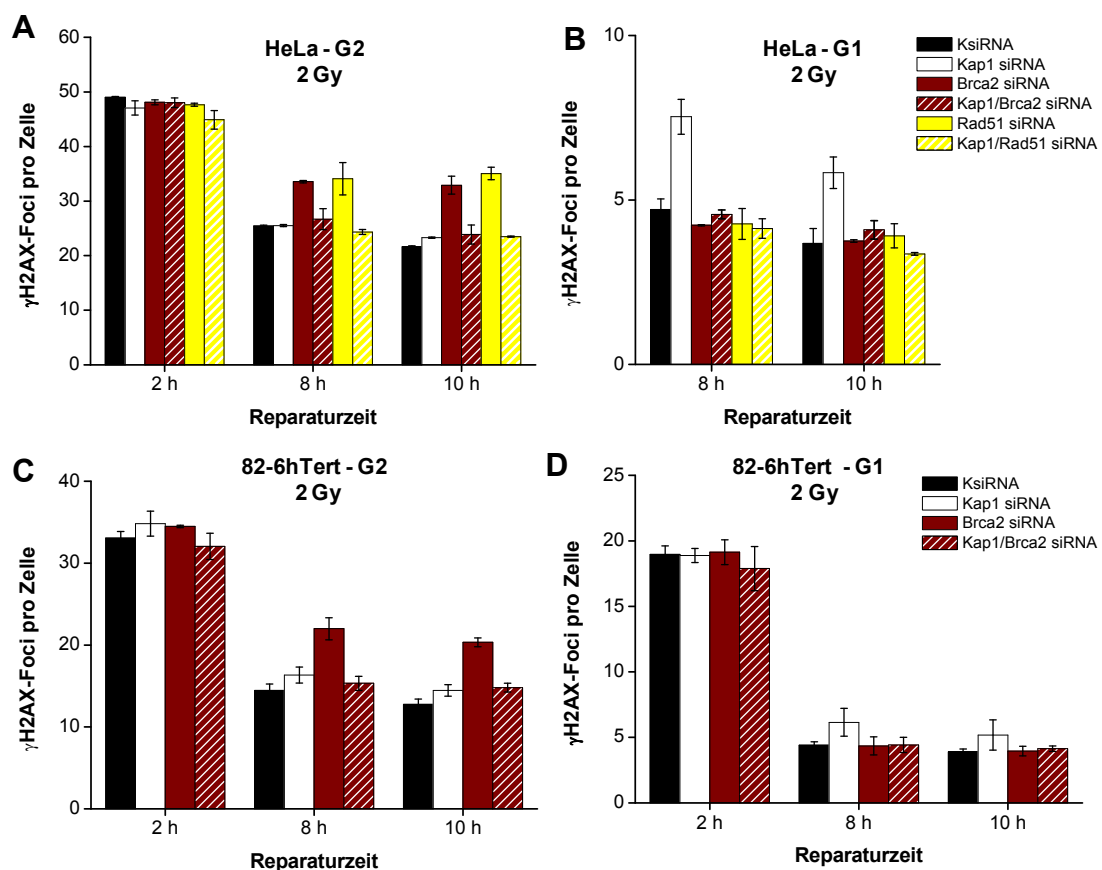 A
HeLa - G2
2 Gy
γH2AX-Foci pro Zelle
60
50
40
30
20
10
0
2 h
8 h
10 h
Reparaturzeit
B
HeLa - G1
2 Gy
γH2AX-Foci pro Zelle
10
5
0
8 h
10 h
Reparaturzeit
KsiRNA
Kap1 siRNA
Brca2 siRNA
Kap1/Brca2 siRNA
Rad51 siRNA
Kap1/Rad51 siRNA
C
82-6hTert - G2
2 Gy
γH2AX-Foci pro Zelle
40
30
20
10
0
2 h
8 h
10 h
Reparaturzeit
D
82-6hTert - G1
2 Gy
γH2AX-Foci pro Zelle
25
20
15
10
5
0
2 h
8 h
10 h
Reparaturzeit
KsiRNA
Kap1 siRNA
Brca2 siRNA
Kap1/Brca2 siRNA